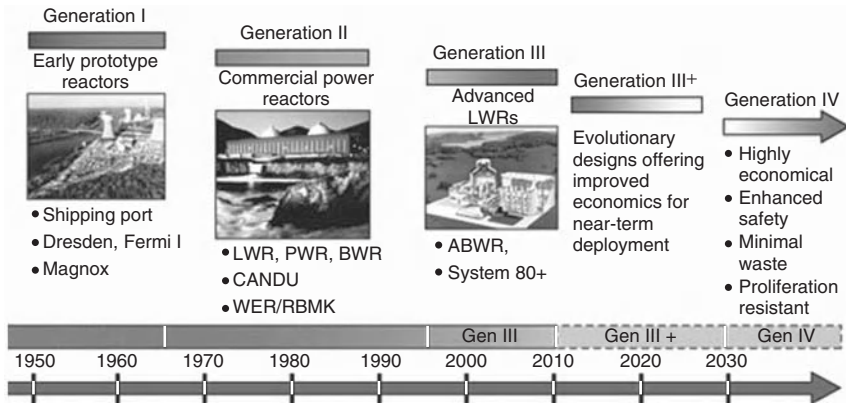 Generation I
Early prototype
reactors
• Shipping port
• Dresden, Fermi I
• Magnox
Generation II
Commercial power
reactors
• LWR, PWR, BWR
• CANDU
• WER/RBMK
Generation III
Advanced
LWRs
• ABWR,
• System 80+
Generation III+
Evolutionary
designs offering
improved
economics for
near-term
deployment
Generation IV
• Highly
economical
• Enhanced
safety
• Minimal
waste
• Proliferation
resistant
Gen III
Gen III +
Gen IV
1950
1960
1970
1980
1990
2000
2010
2020
2030